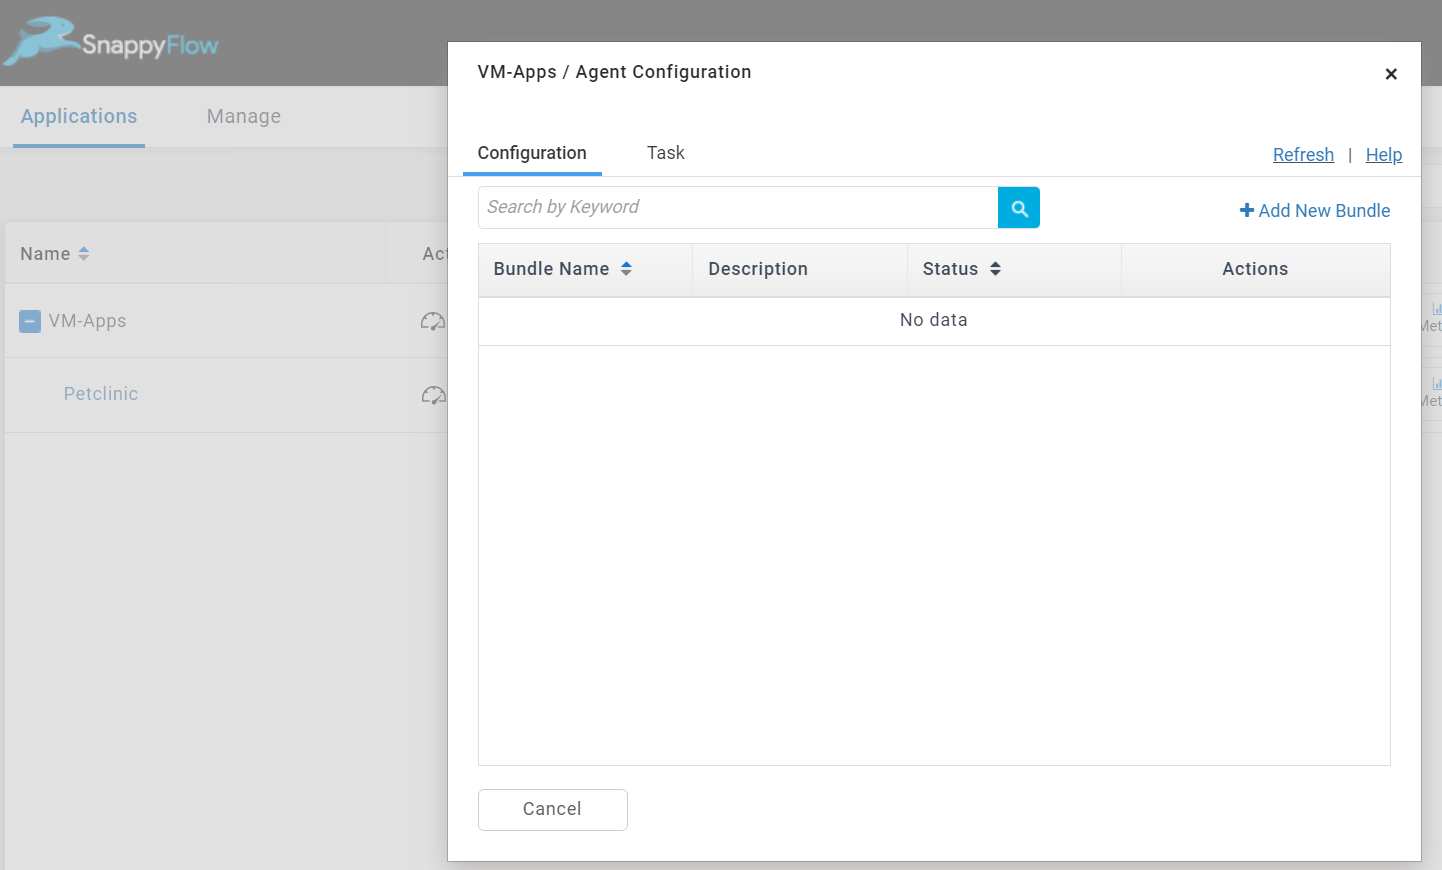 SnappyFlow
VM-Apps / Agent Configuration
×
Applications
Manage
Configuration
Task
Refresh | Help
Search by Keyword
+ Add New Bundle
Name
Act
Bundle Name
Description
Status
Actions
No data
VM-Apps
Met
Petclinic
Met
Cancel